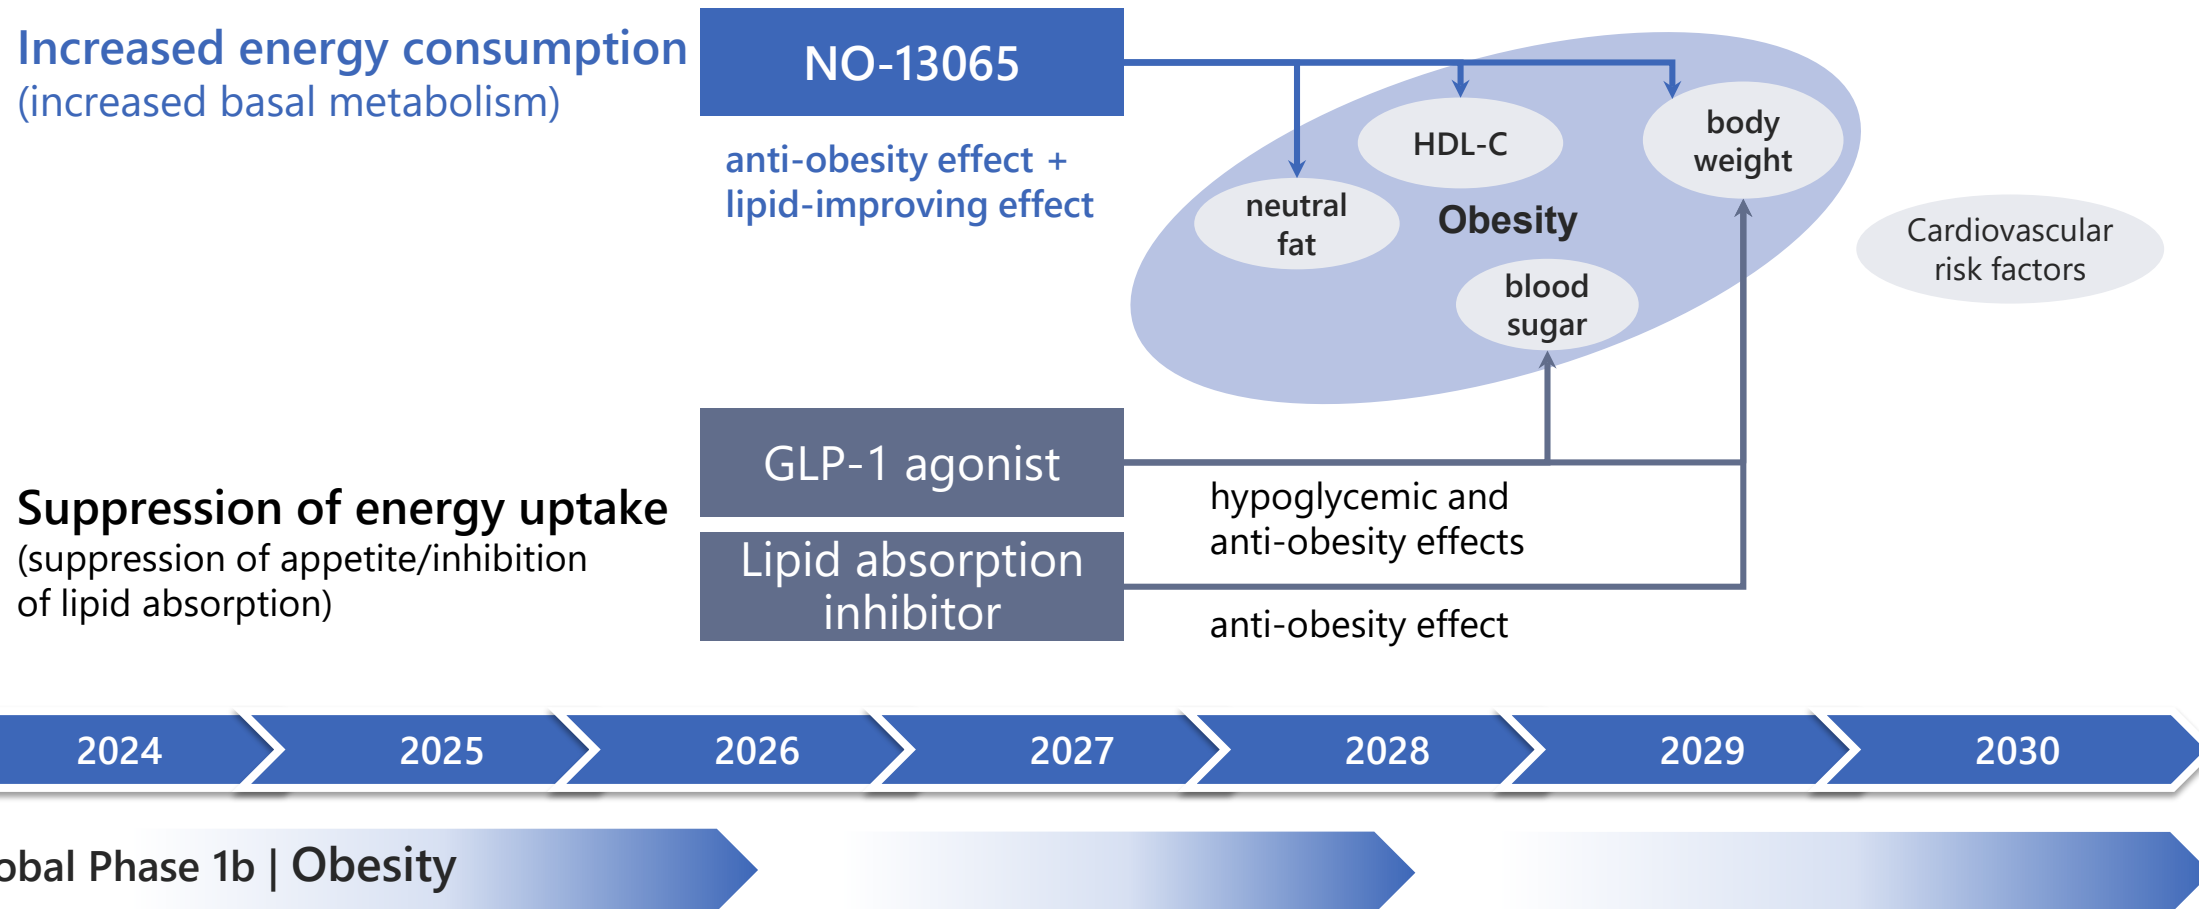 Increased energy consumption
(increased basal metabolism)
NO-13065
anti-obesity effect +
lipid-improving effect
HDL-C
body
weight
neutral
fat
Obesity
blood
sugar
Cardiovascular
risk factors
Suppression of energy uptake
(suppression of appetite/inhibition
of lipid absorption)
GLP-1 agonist
hypoglycemic and
anti-obesity effects
Lipid absorption
inhibitor
anti-obesity effect
2024
2025
2026
2027
2028
2029
2030
obal Phase 1b | Obesity